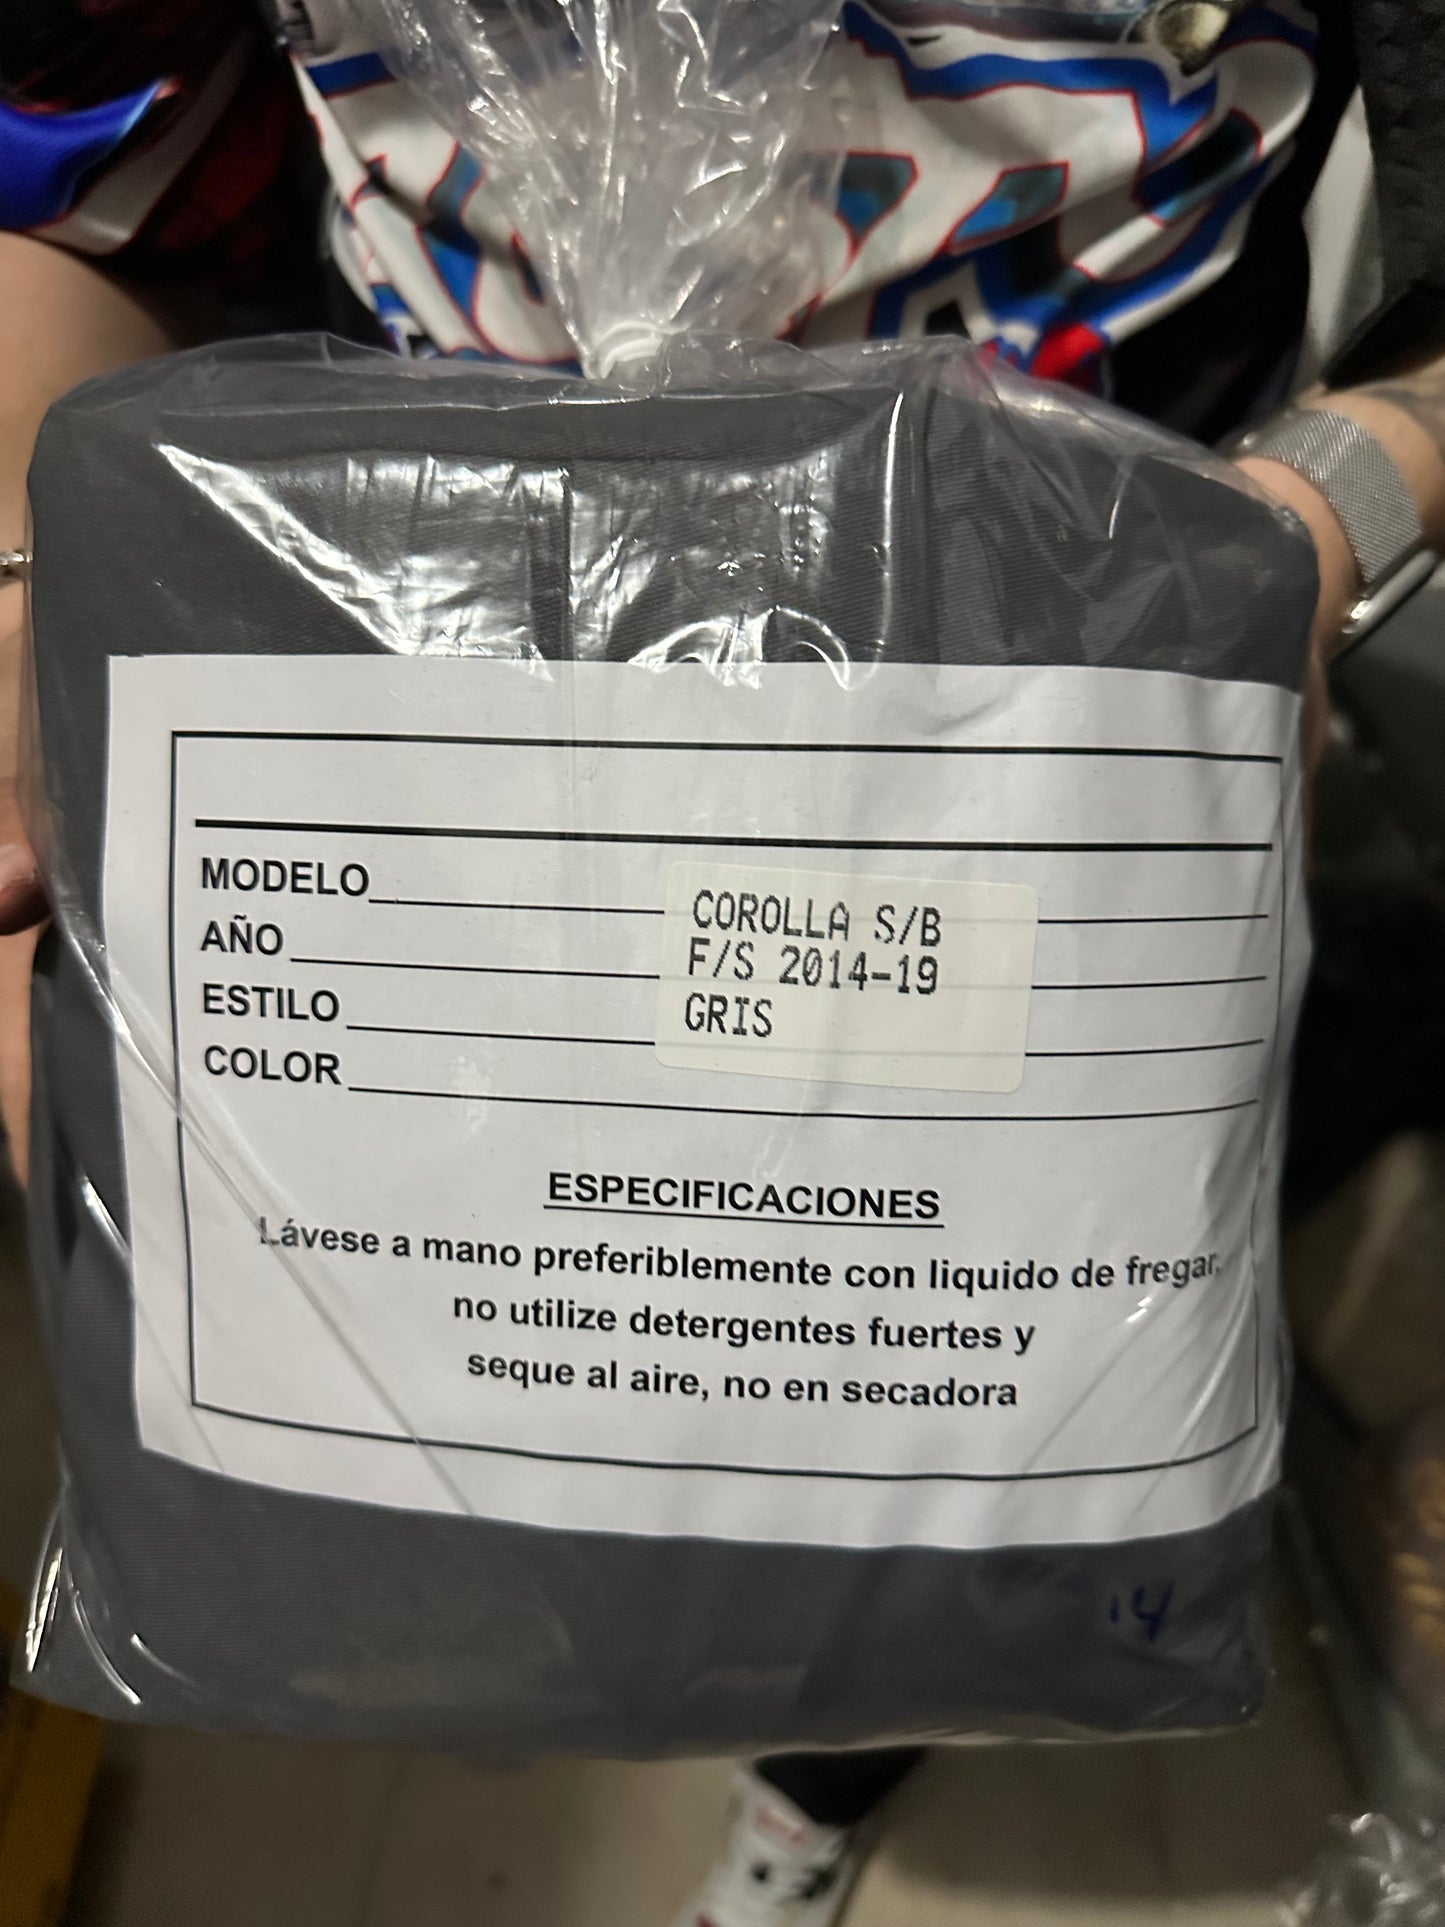 MODELO
AÑO
ESTILO
COLOR
COROLLA S/B
F/S 2014-19
GRIS
ESPECIFICACIONES
Lávese a mano preferiblemente con liquido de fregar,
no utilize detergentes fuertes y
seque al aire, no en secadora
14